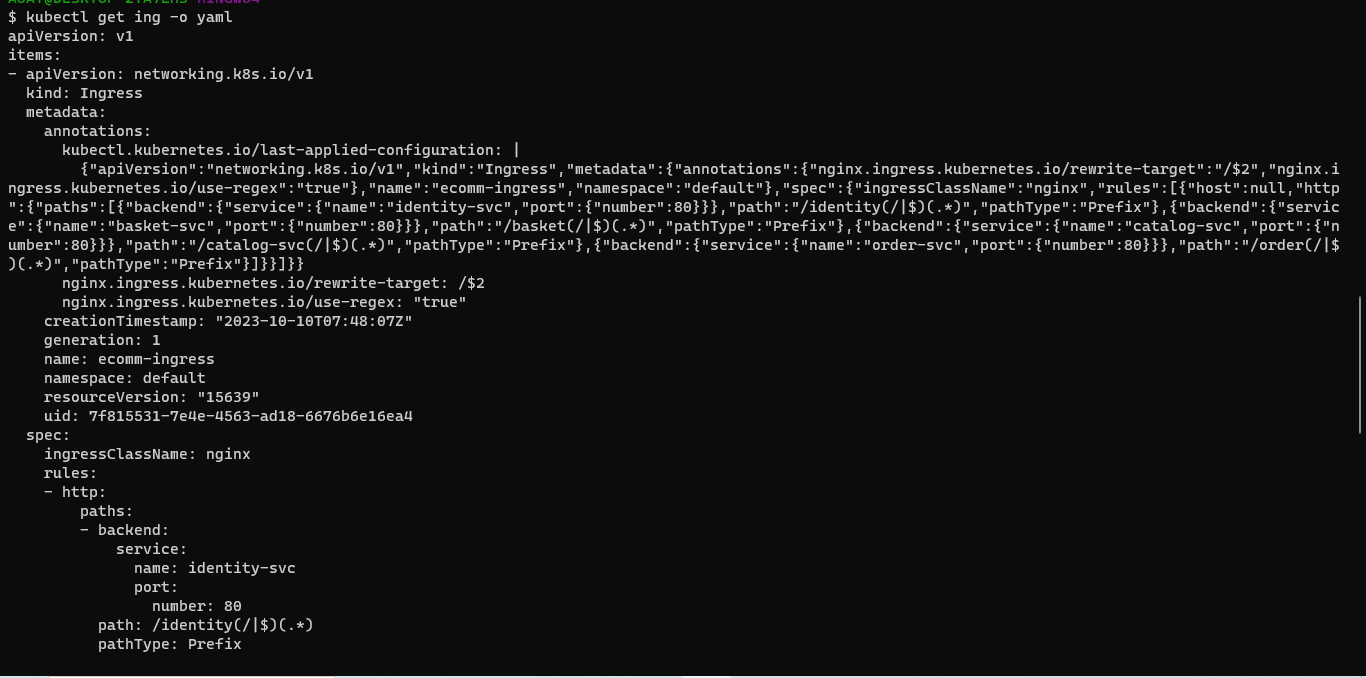 $ kubectl get ing -o yaml
apiVersion: v1
items:
- apiVersion: networking.k8s.io/v1
  kind: Ingress
  metadata:
    annotations:
      kubectl.kubernetes.io/last-applied-configuration: |
        {"apiVersion":"networking.k8s.io/v1","kind":"Ingress","metadata":{"annotations":{"nginx.ingress.kubernetes.io/rewrite-target":"/$2","nginx.i
ngress.kubernetes.io/use-regex":"true"},"name":"ecomm-ingress","namespace":"default"},"spec":{"ingressClassName":"nginx","rules":[{"host":null,"http
":{"paths":[{"backend":{"service":{"name":"identity-svc","port":{"number":80}}},"path":"/identity(/|$)(.*)","pathType":"Prefix"},{"backend":{"servic
e":{"name":"basket-svc","port":{"number":80}}},"path":"/basket(/|$)(.*)","pathType":"Prefix"},{"backend":{"service":{"name":"catalog-svc","port":{"n
umber":80}}},"path":"/catalog-svc(/|$)(.*)","pathType":"Prefix"},{"backend":{"service":{"name":"order-svc","port":{"number":80}}},"path":"/order(/|$
)(.*)","pathType":"Prefix"}]}}]}}
      nginx.ingress.kubernetes.io/rewrite-target: /$2
      nginx.ingress.kubernetes.io/use-regex: "true"
    creationTimestamp: "2023-10-10T07:48:07Z"
    generation: 1
    name: ecomm-ingress
    namespace: default
    resourceVersion: "15639"
    uid: 7f815531-7e4e-4563-ad18-6676b6e16ea4
  spec:
    ingressClassName: nginx
    rules:
    - http:
        paths:
        - backend:
            service:
              name: identity-svc
              port:
                number: 80
          path: /identity(/|$)(.*)
          pathType: Prefix